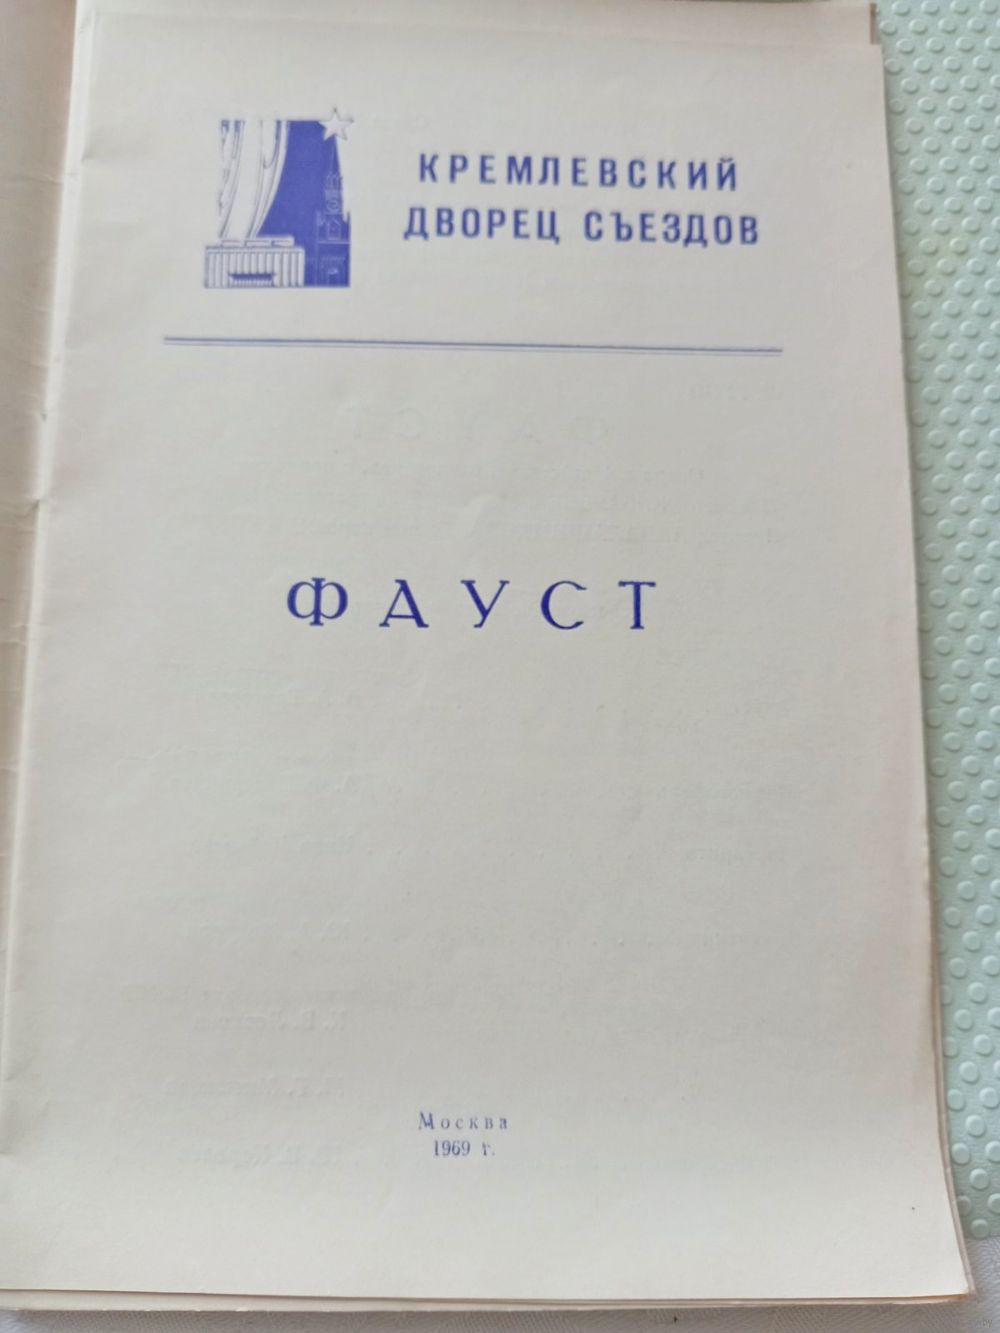 КРЕМЛЕВСКИЙ
ДВОРЕЦ СЪЕЗДОВ
ФАУСТ
Москва
1969 г.